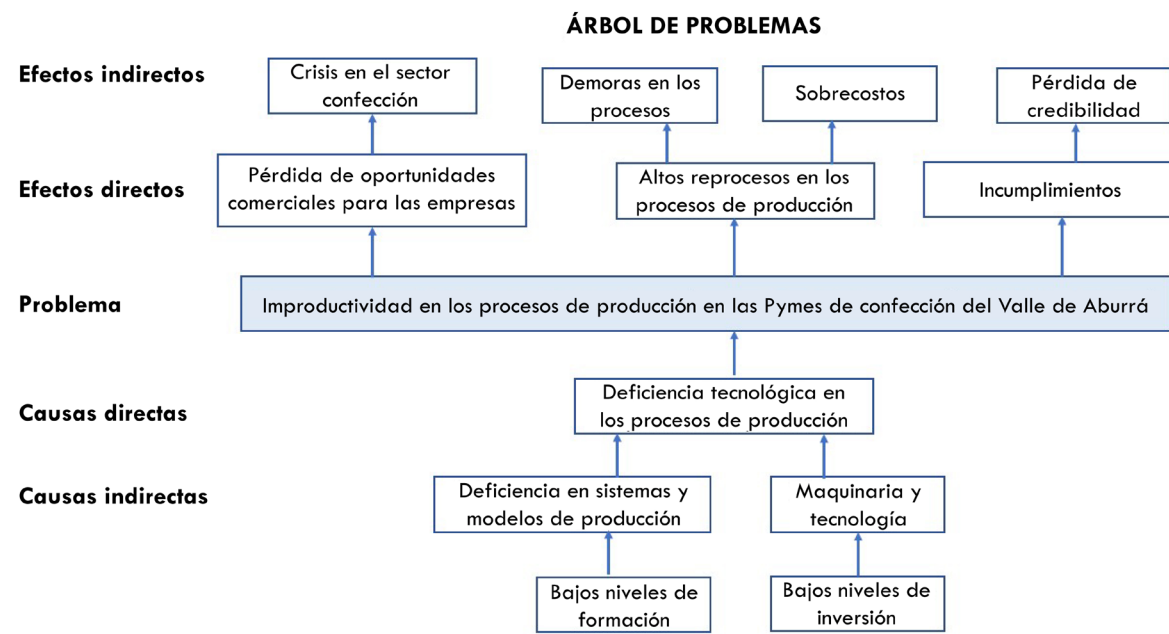 ÁRBOL DE PROBLEMAS
Efectos indirectos
Crisis en el sector
confección
Demoras en los
procesos
Sobrecostos
Pérdida de
credibilidad
Efectos directos
Pérdida de oportunidades
comerciales para las empresas
Altos reprocesos en los
procesos de producción
Incumplimientos
Problema
Improductividad en los procesos de producción en las Pymes de confección del Valle de Aburrá
Causas directas
Deficiencia tecnológica en
los procesos de producción
Causas indirectas
Deficiencia en sistemas y
modelos de producción
Maquinaria y
tecnología
Bajos niveles de
formación
Bajos niveles de
inversión